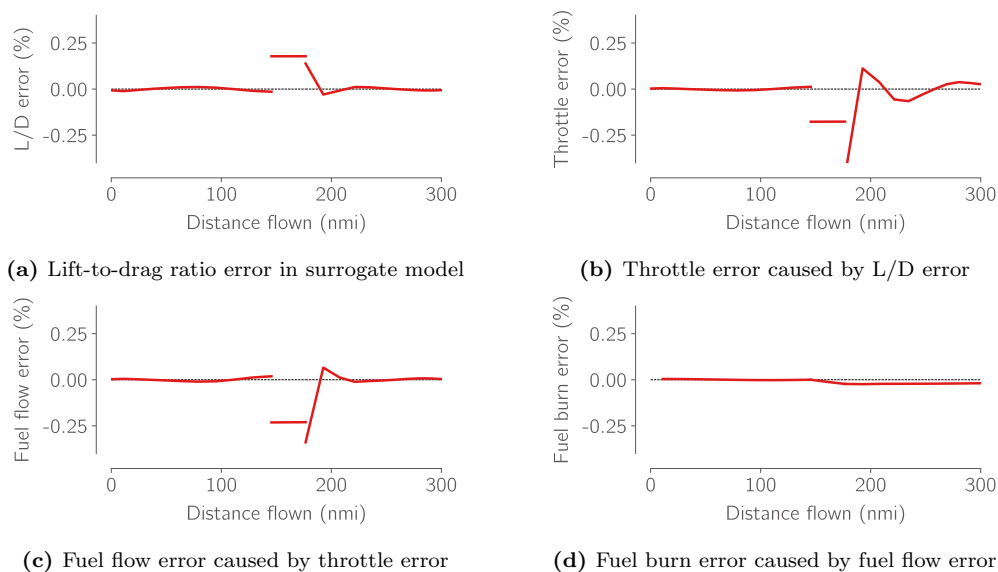 L/D error (%)
0.25
0.00
-0.25
0
100
200
300
Distance flown (nmi)
(a) Lift-to-drag ratio error in surrogate model
Throttle error (%)
0.25
0.00
-0.25
0
100
200
300
Distance flown (nmi)
(b) Throttle error caused by L/D error
Fuel flow error (%)
0.25
0.00
-0.25
0
100
200
300
Distance flown (nmi)
(c) Fuel flow error caused by throttle error
Fuel burn error (%)
0.25
0.00
-0.25
0
100
200
300
Distance flown (nmi)
(d) Fuel burn error caused by fuel flow error